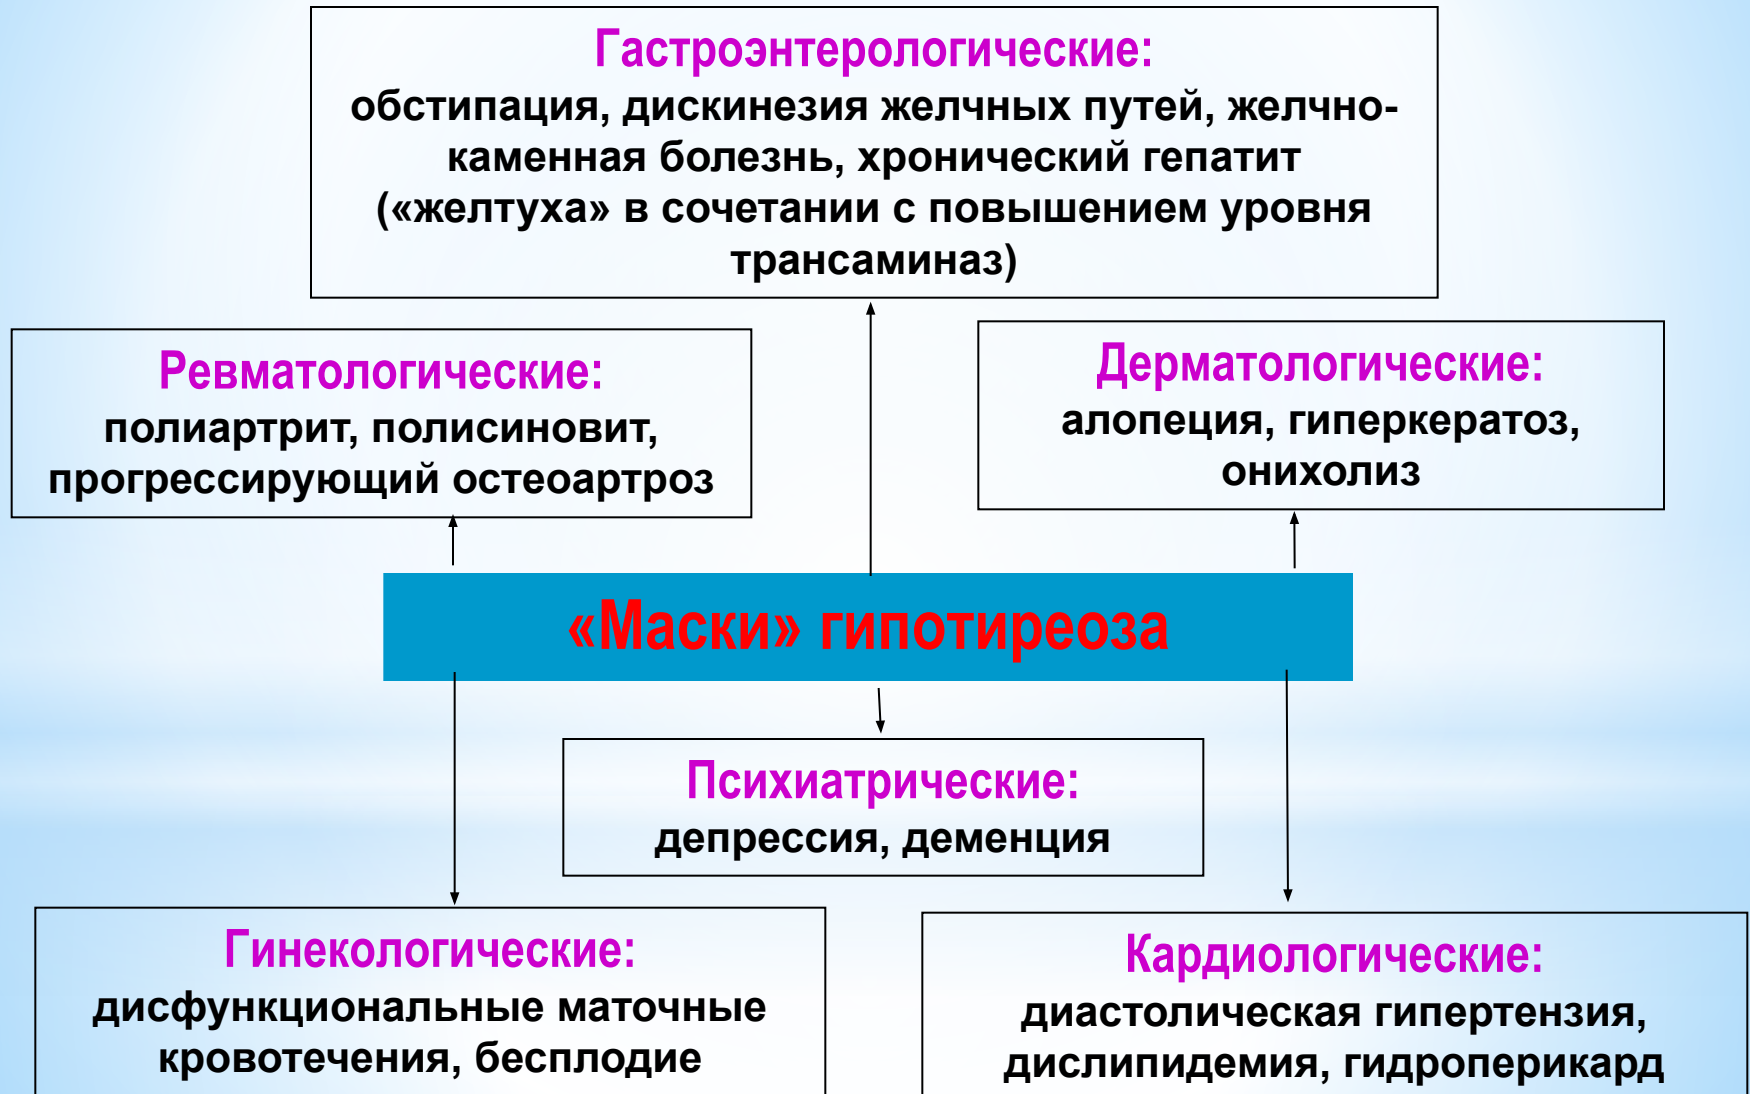 Гастроэнтерологические:
обстипация, дискинезия желчных путей, желчно-
каменная болезнь, хронический гепатит
(«желтуха» в сочетании с повышением уровня
трансаминаз)
Ревматологические:
полиартрит, полисиновит,
прогрессирующий остеоартроз
Дерматологические:
алопеция, гиперкератоз,
онихолиз
«Маски» гипотиреоза
Психиатрические:
депрессия, деменция
Гинекологические:
дисфункциональные маточные
кровотечения, бесплодие
Кардиологические:
диастолическая гипертензия,
дислипидемия, гидроперикард